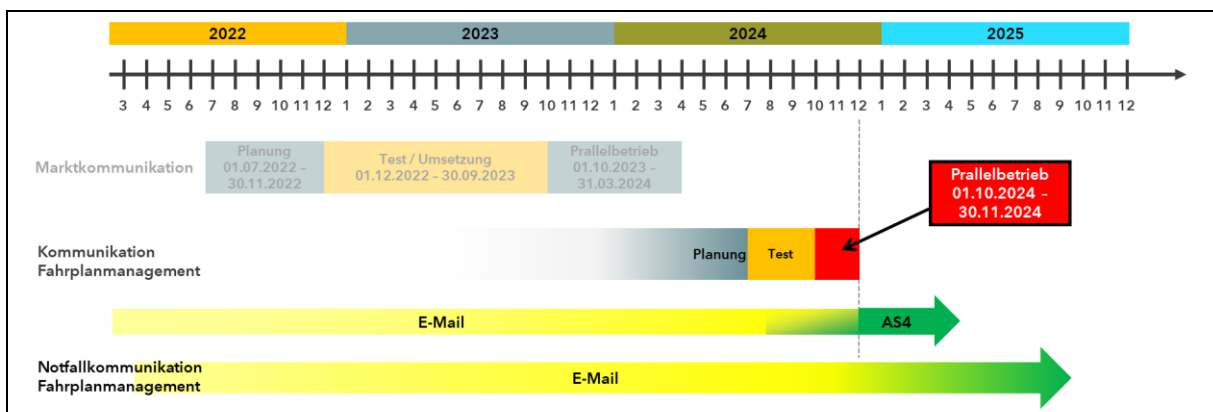 2022 2023 2024 2025
3 4 5 6 7 8 9 10 11 12 1 2 3 4 5 6 7 8 9 10 11 12 1 2 3 4 5 6 7 8 9 10 11 12 1 2 3 4 5 6 7 8 9 10 11 12
Marktkommunikation
Planung
01.07.2022 -
30.11.2022
Test / Umsetzung
01.12.2022 - 30.09.2023
Prallelbetrieb
01.10.2023 -
31.03.2024
Prallelbetrieb
01.10.2024 –
30.11.2024
Kommunikation
Fahrplanmanagement
Planung
Test
E-Mail
AS4
Notfallkommunikation
Fahrplanmanagement
E-Mail